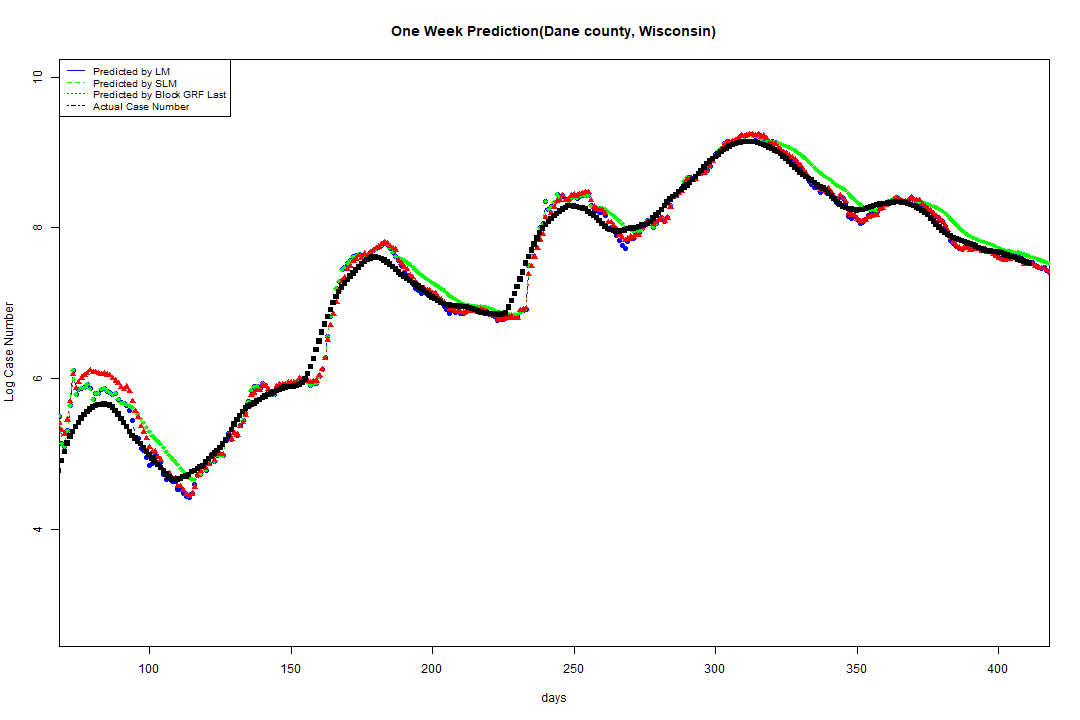 One Week Prediction(Dane county, Wisconsin)
Predicted by LM
Predicted by SLM
Predicted by Block GRF Last
Actual Case Number
10
8
6
4
Log Case Number
100 150 200 250 300 350 400
days